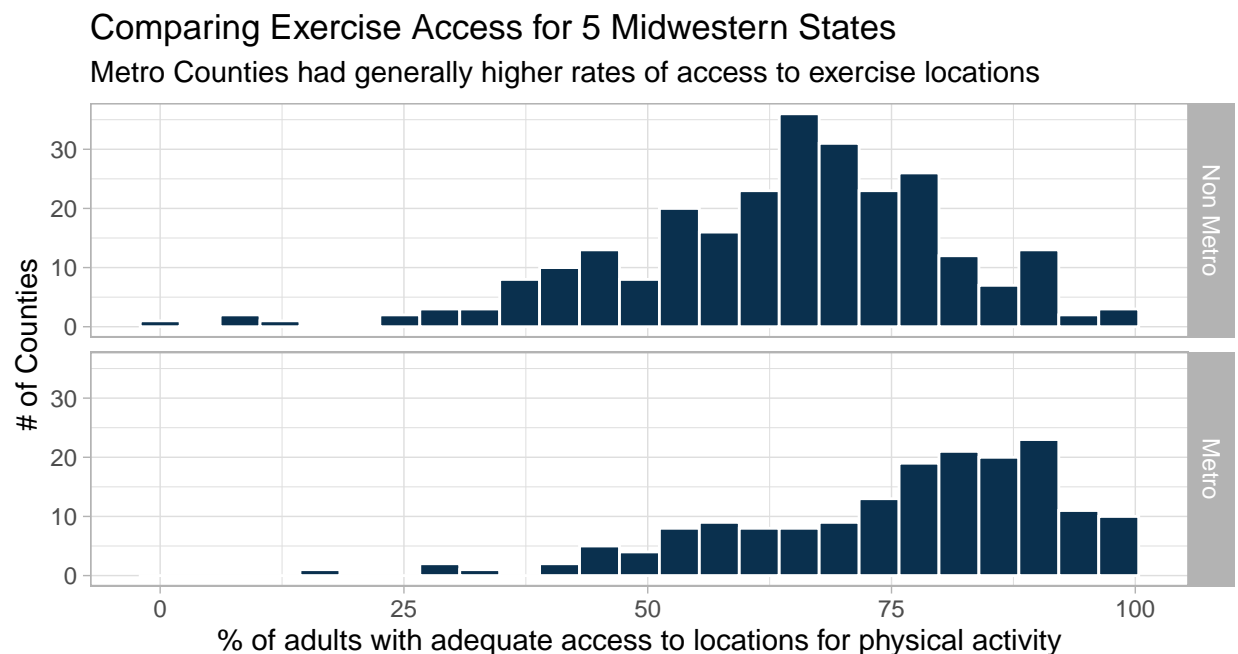 Comparing Exercise Access for 5 Midwestern States
Metro Counties had generally higher rates of access to exercise locations
# of Counties
30
20
10
0
Non Metro
30
20
10
0
Metro
0
25
50
75
100
% of adults with adequate access to locations for physical activity